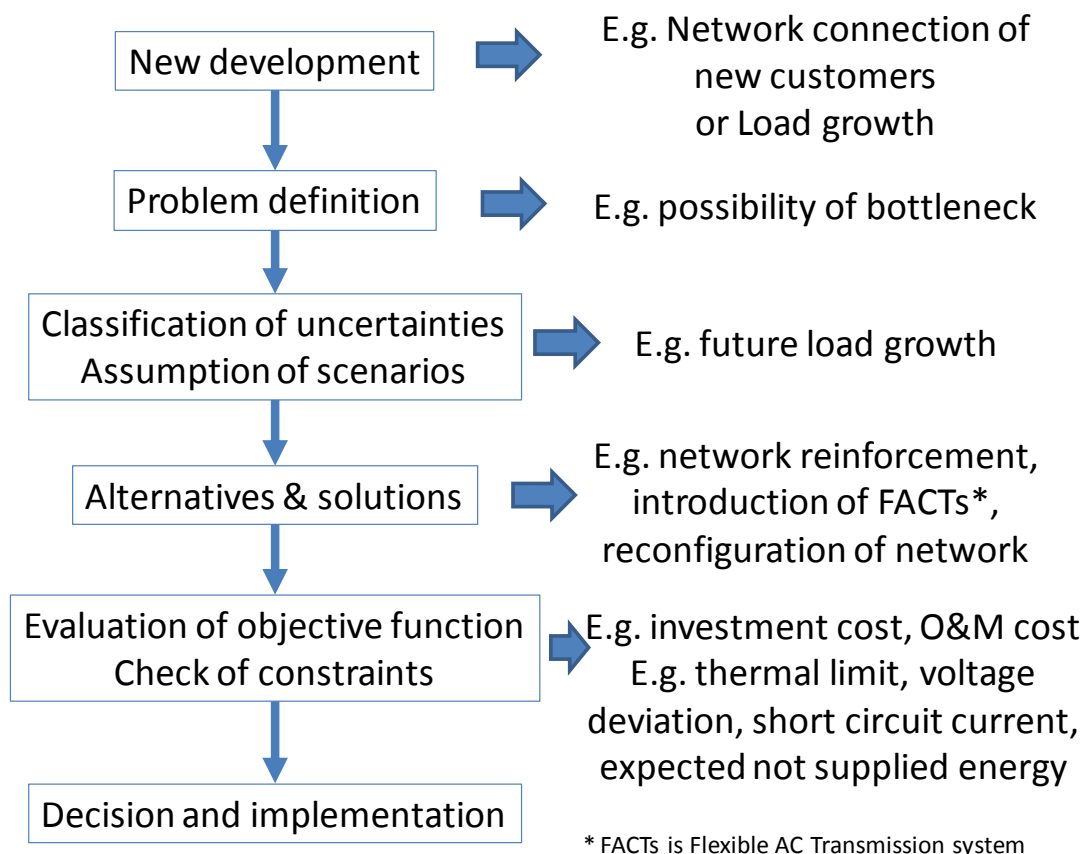 New development
E.g. Network connection of
new customers
or Load growth
Problem definition
E.g. possibility of bottleneck
Classification of uncertainties
Assumption of scenarios
E.g. future load growth
Alternatives & solutions
E.g. network reinforcement,
introduction of FACTs*,
reconfiguration of network
Evaluation of objective function
Check of constraints
E.g. investment cost, O&M cost
E.g. thermal limit, voltage
deviation, short circuit current,
expected not supplied energy
Decision and implementation
* FACTs is Flexible AC Transmission system